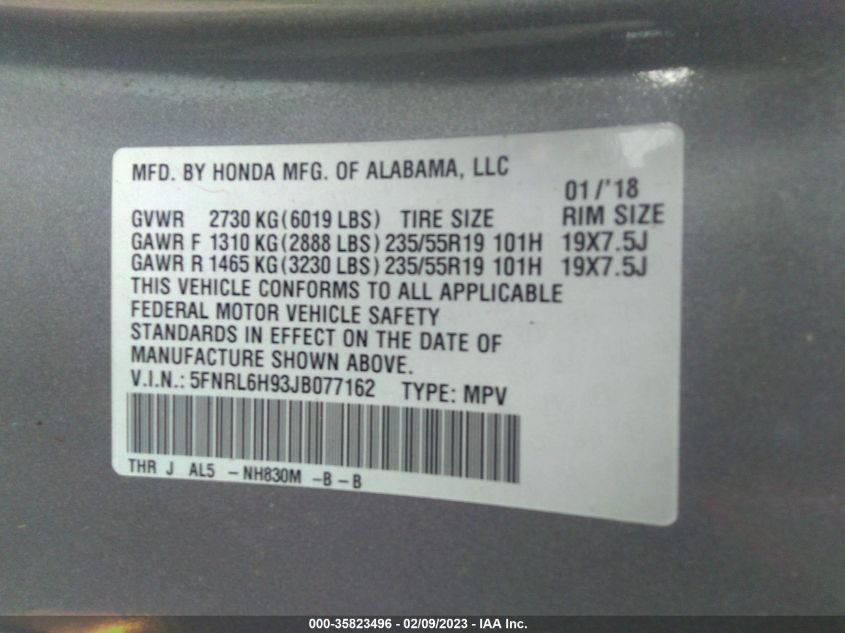 MFD. BY HONDA MFG. OF ALABAMA, LLC
01/'18
GVWR 2730 KG(6019 LBS) TIRE SIZE RIM SIZE
GAWR F 1310 KG(2888 LBS) 235/55R19 101H 19X7.5J
GAWR R 1465 KG(3230 LBS) 235/55R19 101H 19X7.5J
THIS VEHICLE CONFORMS TO ALL APPLICABLE
FEDERAL MOTOR VEHICLE SAFETY
STANDARDS IN EFFECT ON THE DATE OF
MANUFACTURE SHOWN ABOVE.
V.I.N.: 5FNRL6H93JB077162 TYPE: MPV
THR J AL5 -NH830M -B-B
000-35823496 - 02/09/2023 - IAA Inc.